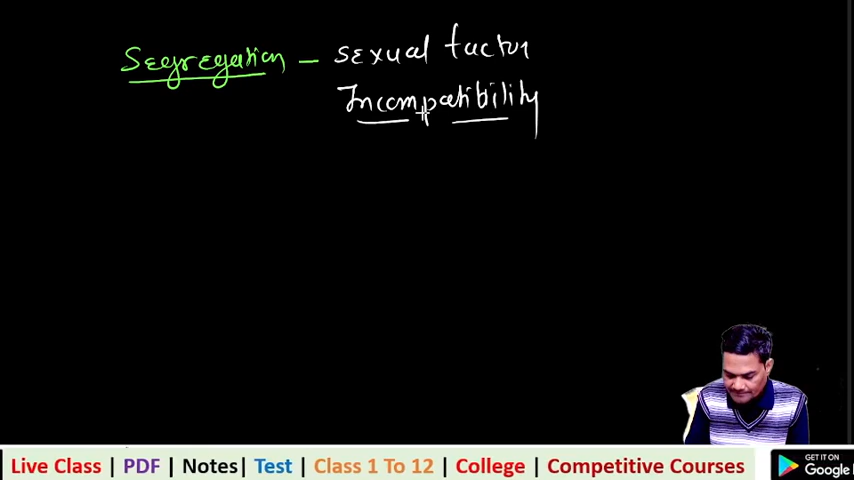 Segregation - sexual factor
Incompatibility
Live Class | PDF | Notes| Test | Class 1 To 12 | College | Competitive Courses
GET IT ON
Google